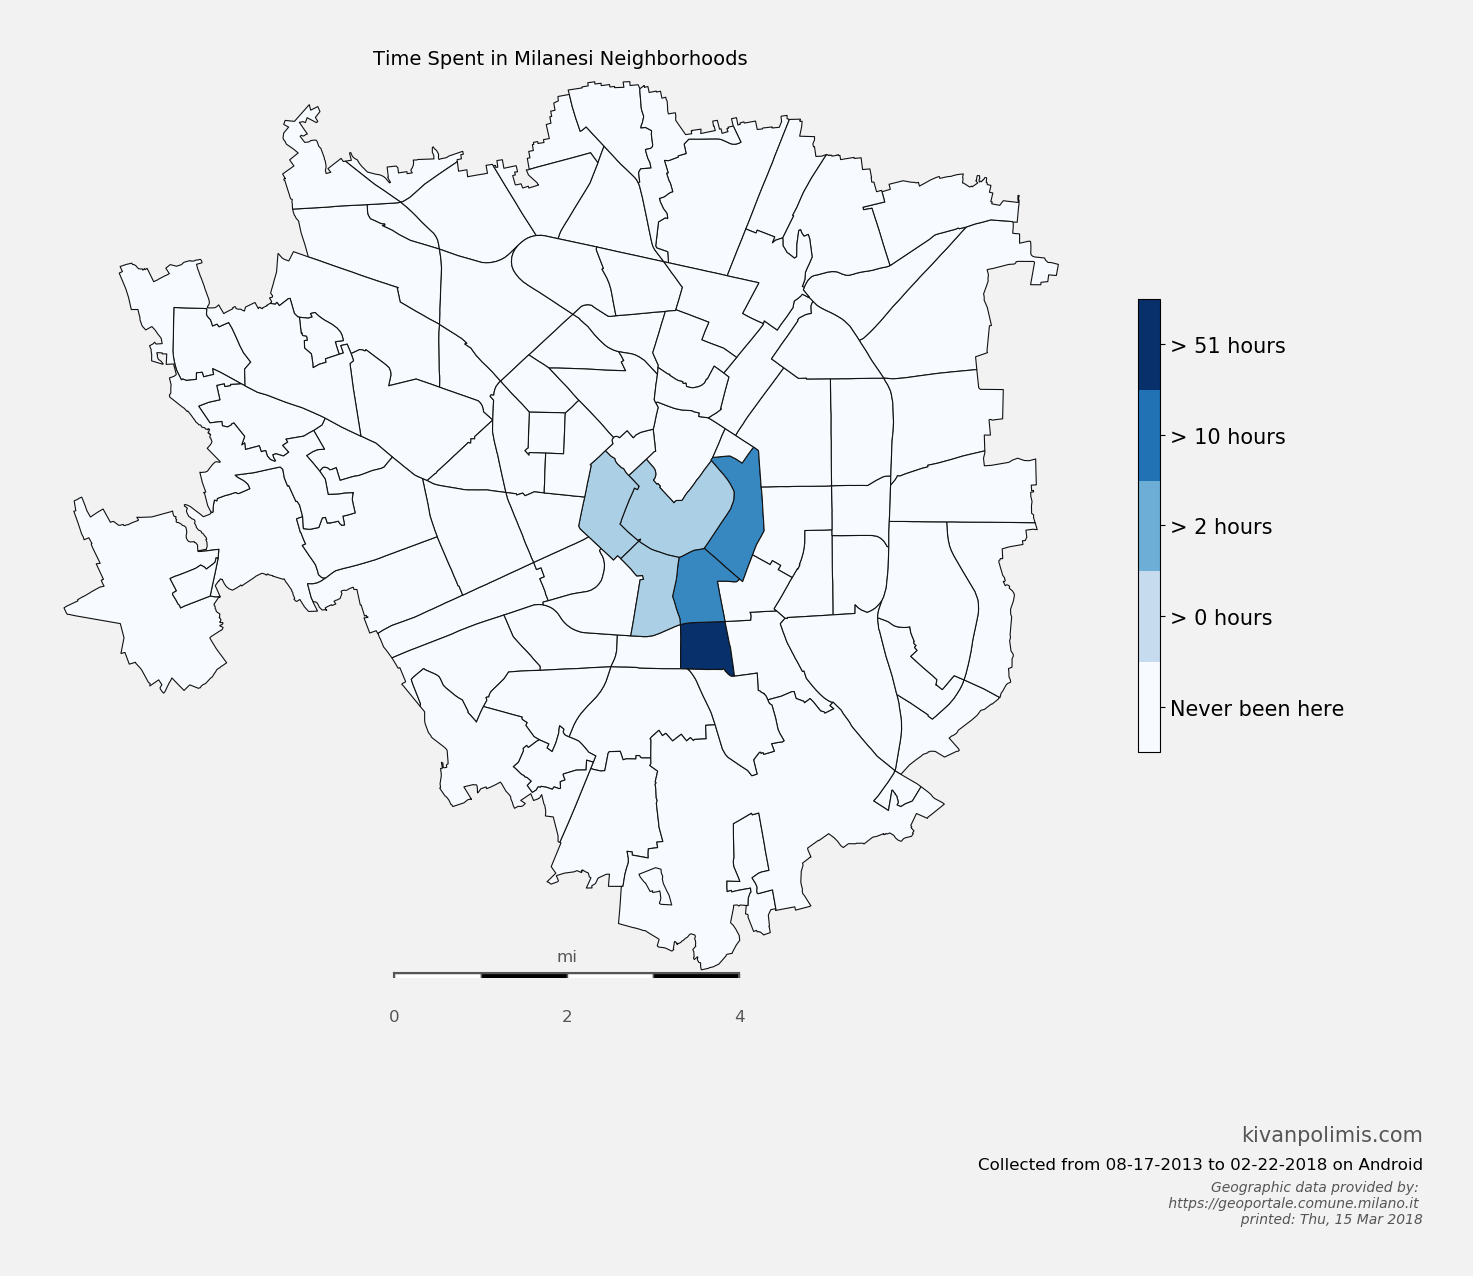 Time Spent in Milanesi Neighborhoods
> 51 hours
> 10 hours
> 2 hours
> 0 hours
Never been here
mi
0 2 4
kivanpolimis.com
Collected from 08-17-2013 to 02-22-2018 on Android
Geographic data provided by:
https://geoportale.comune.milano.it
printed: Thu, 15 Mar 2018